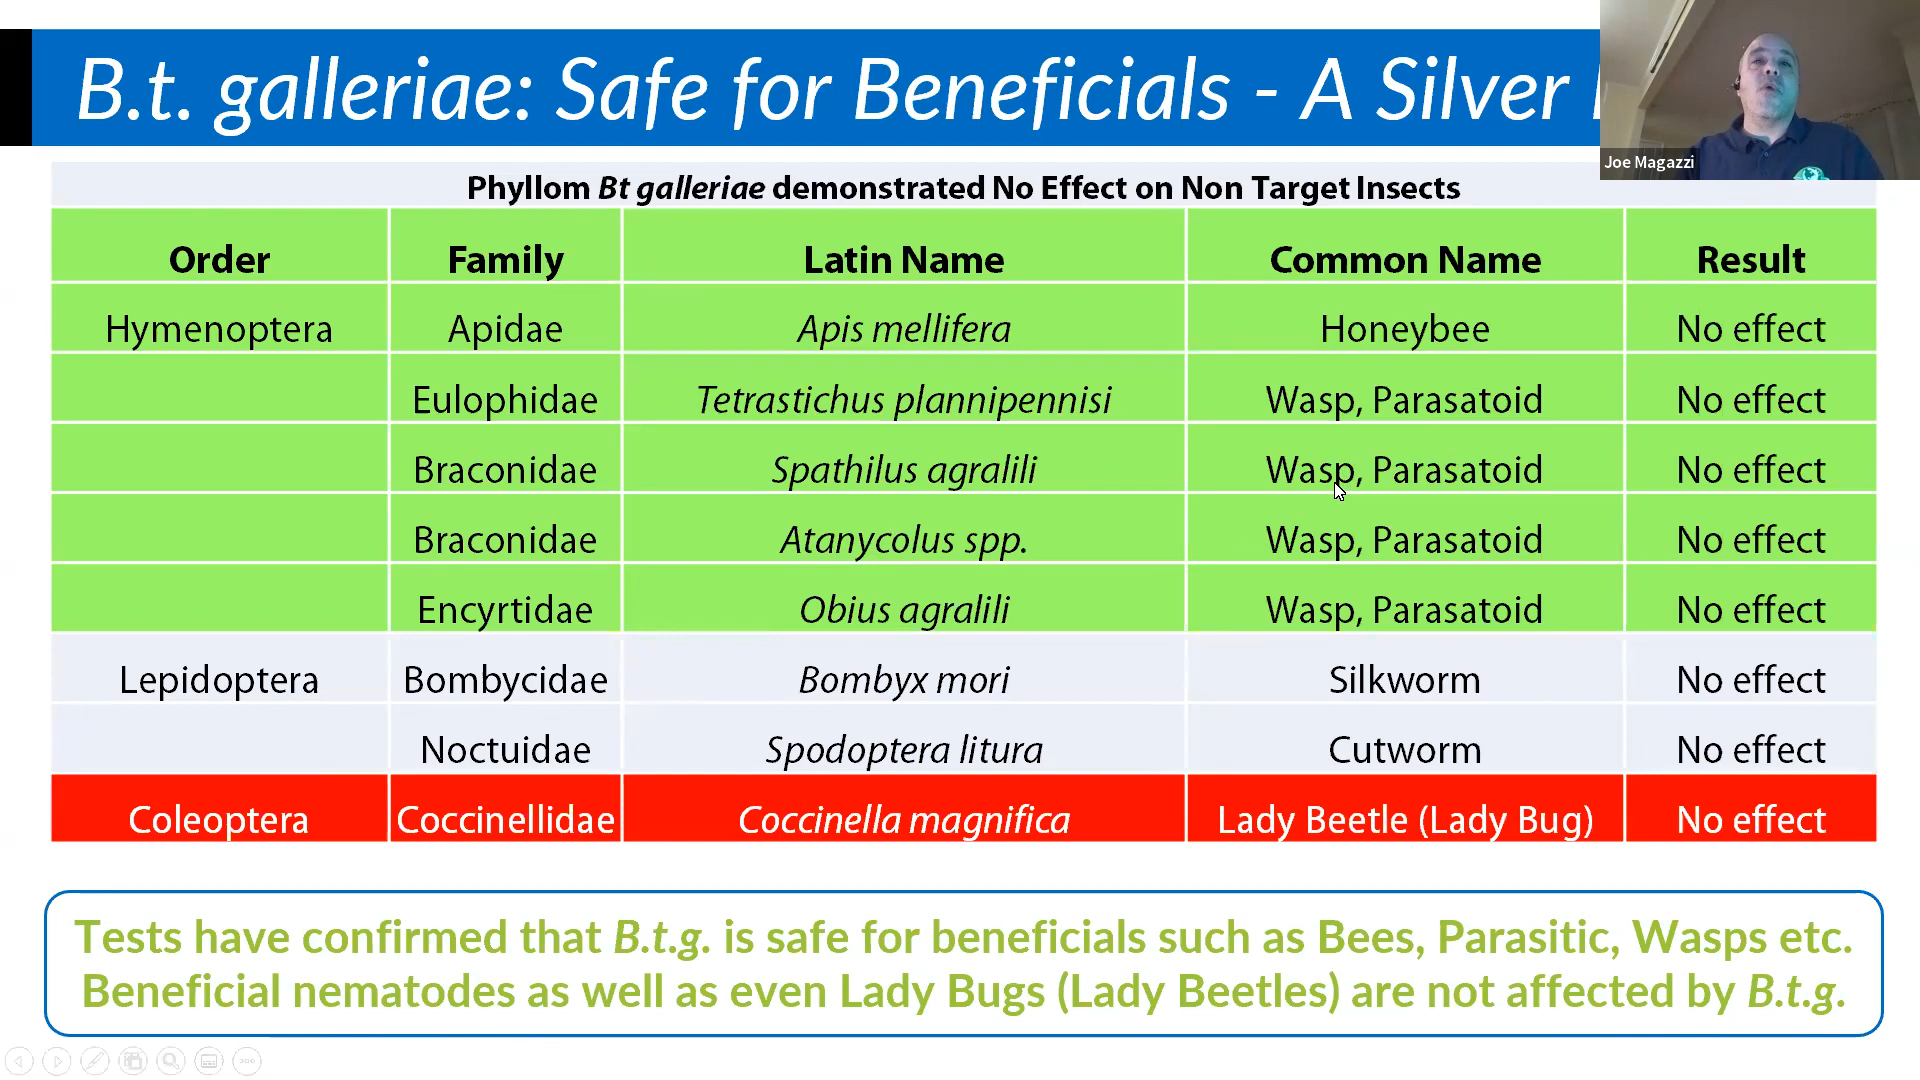 B.t. galleriae: Safe for Beneficials - A Silver
Joe Magazzi
Phyllom Bt galleriae demonstrated No Effect on Non Target Insects
Order Family Latin Name Common Name Result
Hymenoptera Apidae Apis mellifera Honeybee No effect
Eulophidae Tetrastichus plannipennisi Wasp, Parasatoid No effect
Braconidae Spathilus agralili Wasp, Parasatoid No effect
Braconidae Atanycolus spp. Wasp, Parasatoid No effect
Encyrtidae Obius agralili Wasp, Parasatoid No effect
Lepidoptera Bombycidae Bombyx mori Silkworm No effect
Noctuidae Spodoptera litura Cutworm No effect
Coleoptera Coccinellidae Coccinella magnifica Lady Beetle (Lady Bug) No effect
Tests have confirmed that B.t.g. is safe for beneficials such as Bees, Parasitic, Wasps etc.
Beneficial nematodes as well as even Lady Bugs (Lady Beetles) are not affected by B.t.g.